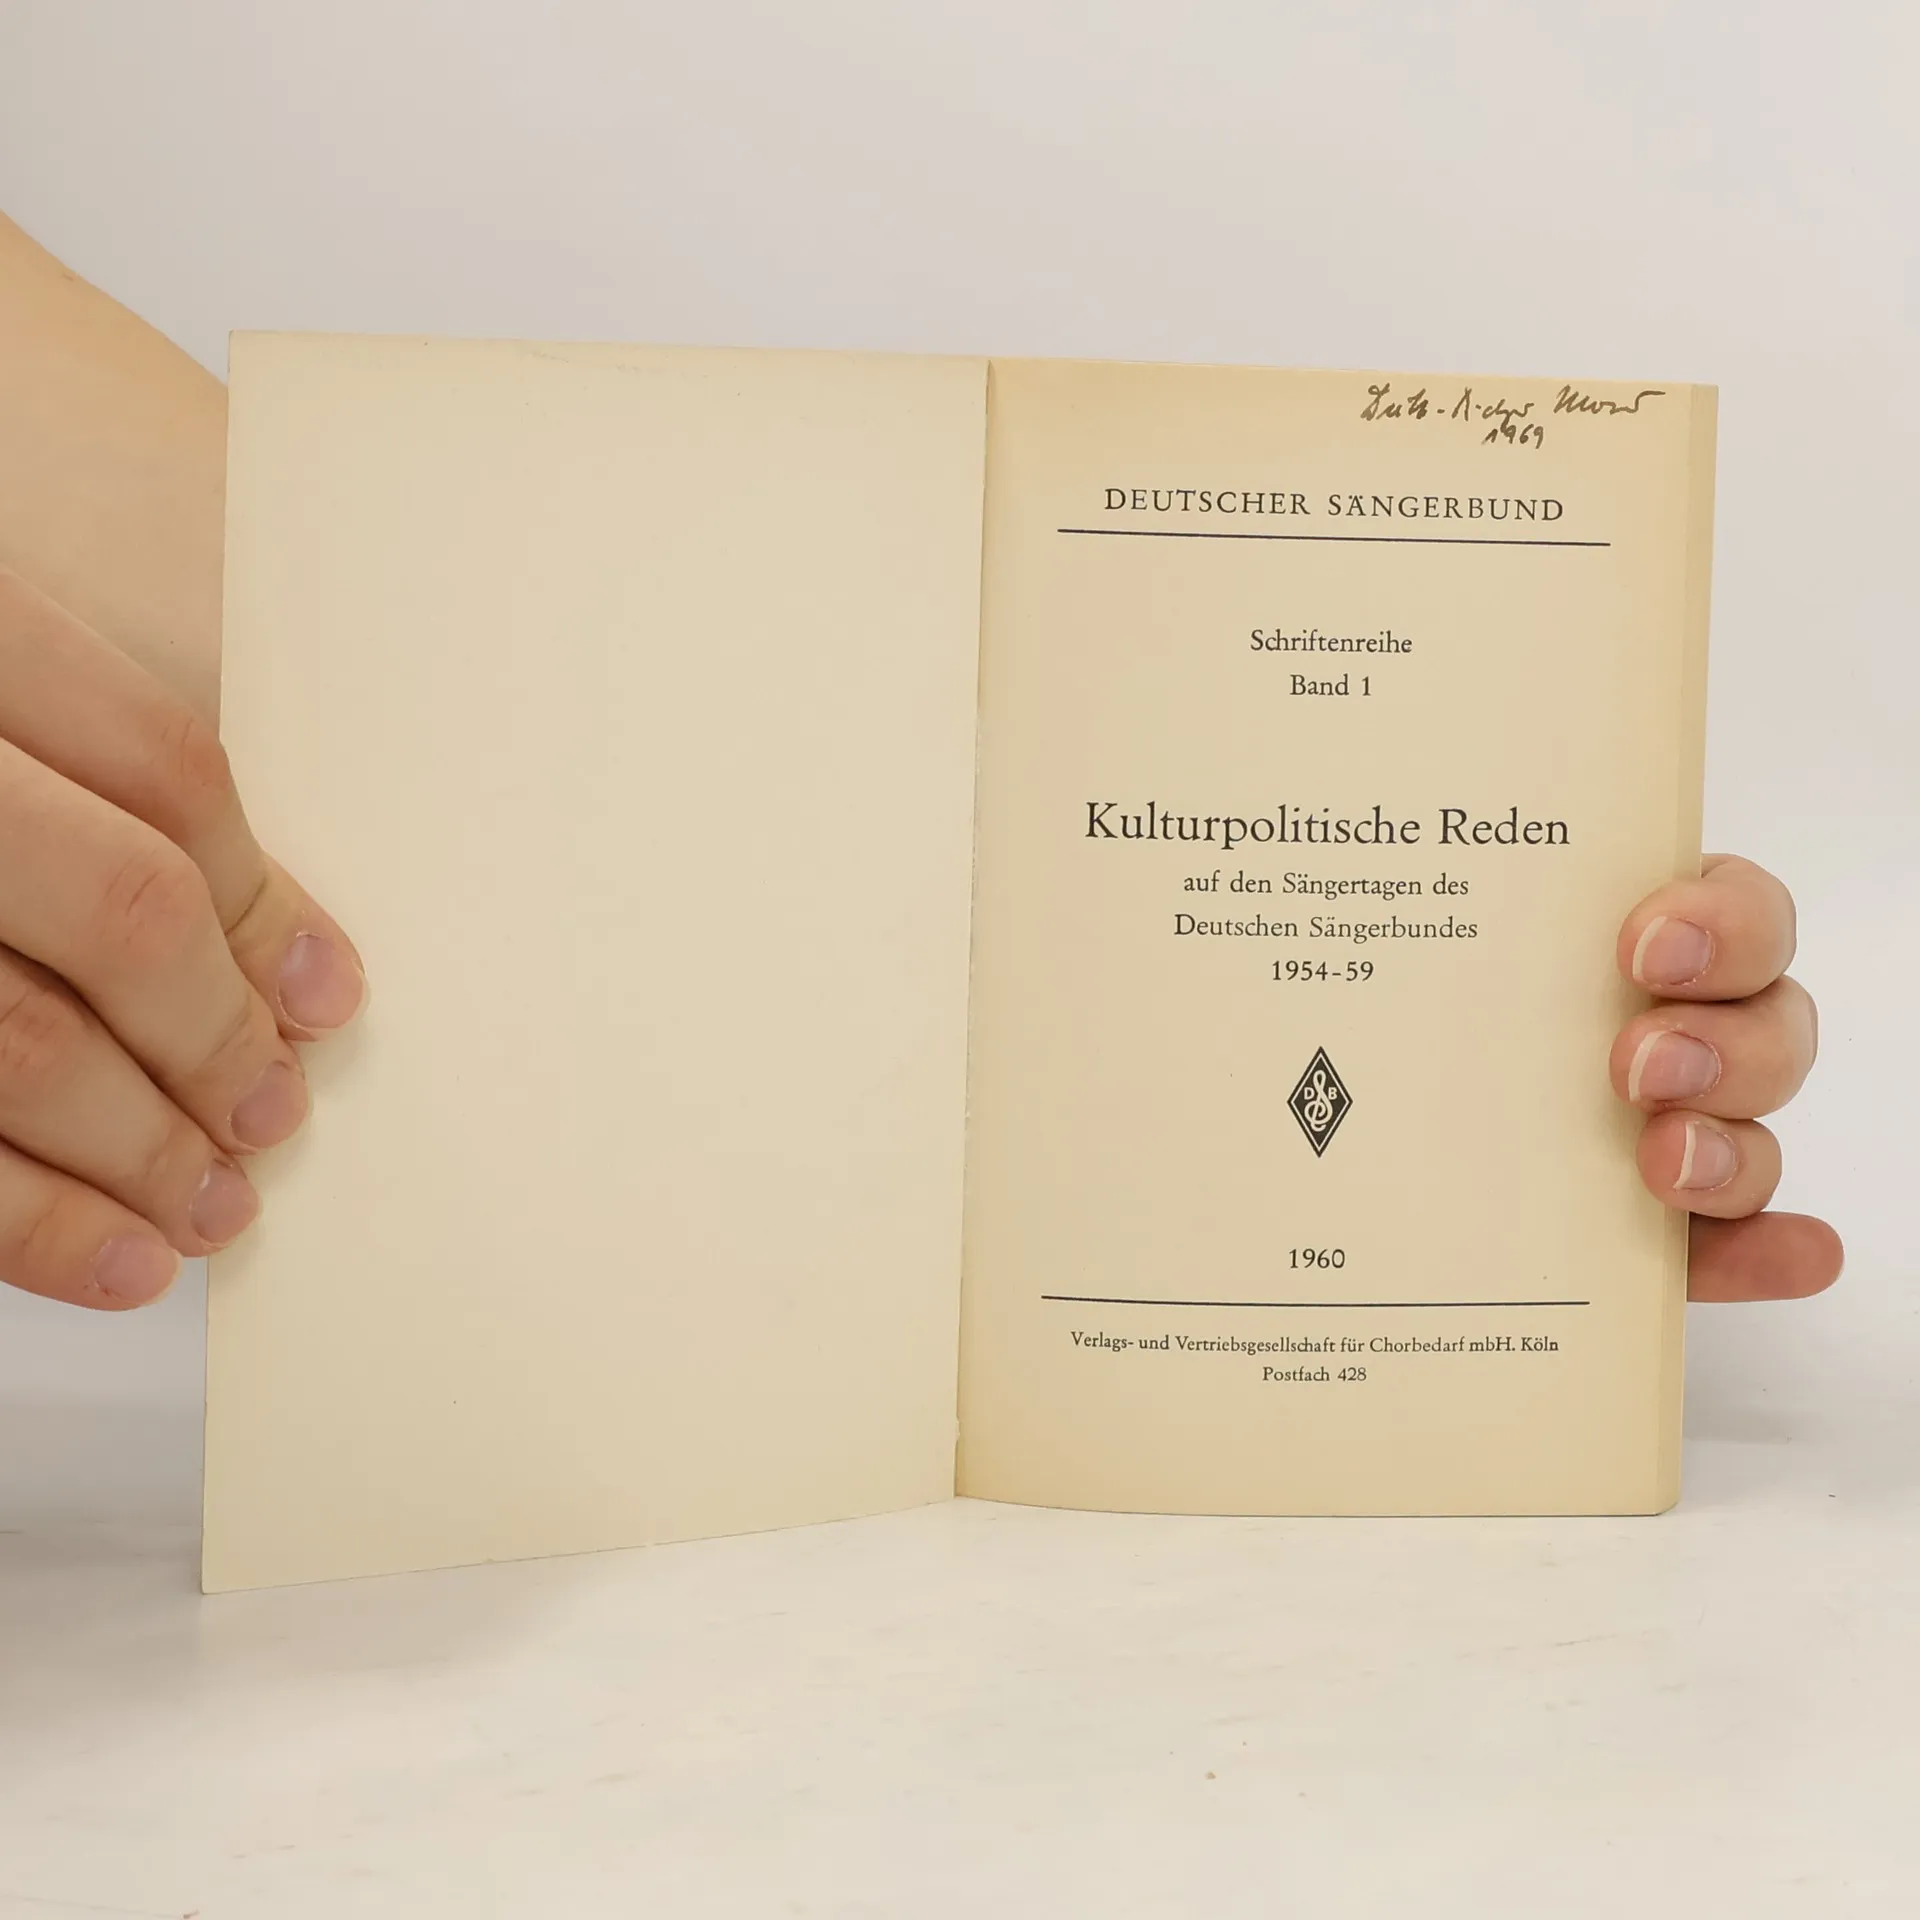 1969
DEUTSCHER SÄNGERBUND
Schriftenreihe
Band 1
Kulturpolitische Reden
auf den Sängertagen des
Deutschen Sängerbundes
1954-59
D S B
1960
Verlags- und Vertriebsgesellschaft für Chorbedarf mbH. Köln
Postfach 428